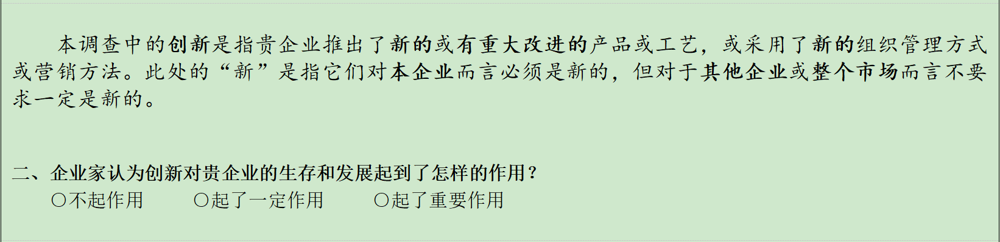 本调查中的创新是指贵企业推出了新的或有重大改进的产品或工艺，或采用了新的组织管理方式
或营销方法。此处的“新”是指它们对本企业而言必须是新的，但对于其他企业或整个市场而言不要
求一定是新的。
二、企业家认为创新对贵企业的生存和发展起到了怎样的作用？
○不起作用 ○起了一定作用 ○起了重要作用